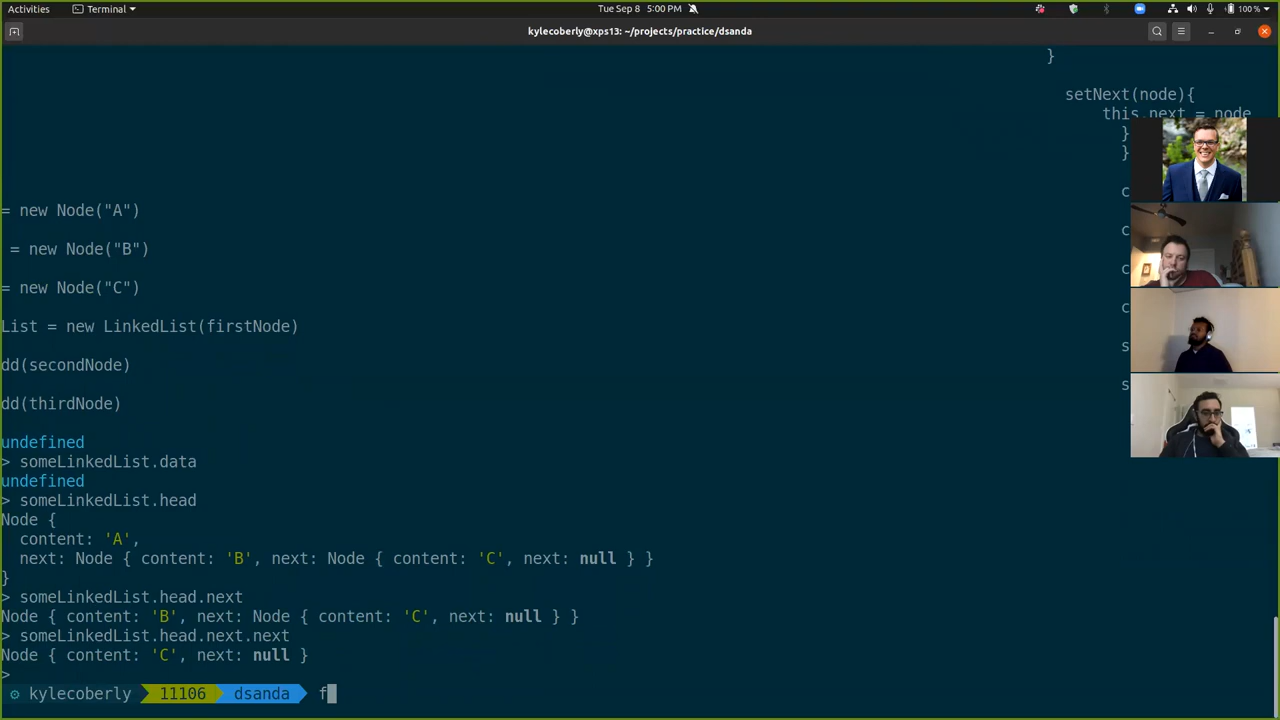 Activities Terminal Tue Sep 8 5:00 PM 100 %
kylecoberly@xps13: ~/projects/practice/dsanda
}
setNext(node){
this.next = node
}
}
= new Node("A")
c
= new Node("B")
c
= new Node("C")
c
List = new LinkedList(firstNode)
c
dd(secondNode)
s
dd(thirdNode)
s
undefined
> someLinkedList.data
undefined
> someLinkedList.head
Node {
content: 'A',
next: Node { content: 'B', next: Node { content: 'C', next: null } }
}
> someLinkedList.head.next
Node { content: 'B', next: Node { content: 'C', next: null } }
> someLinkedList.head.next.next
Node { content: 'C', next: null }
>
kylecoberly 11106 dsanda f